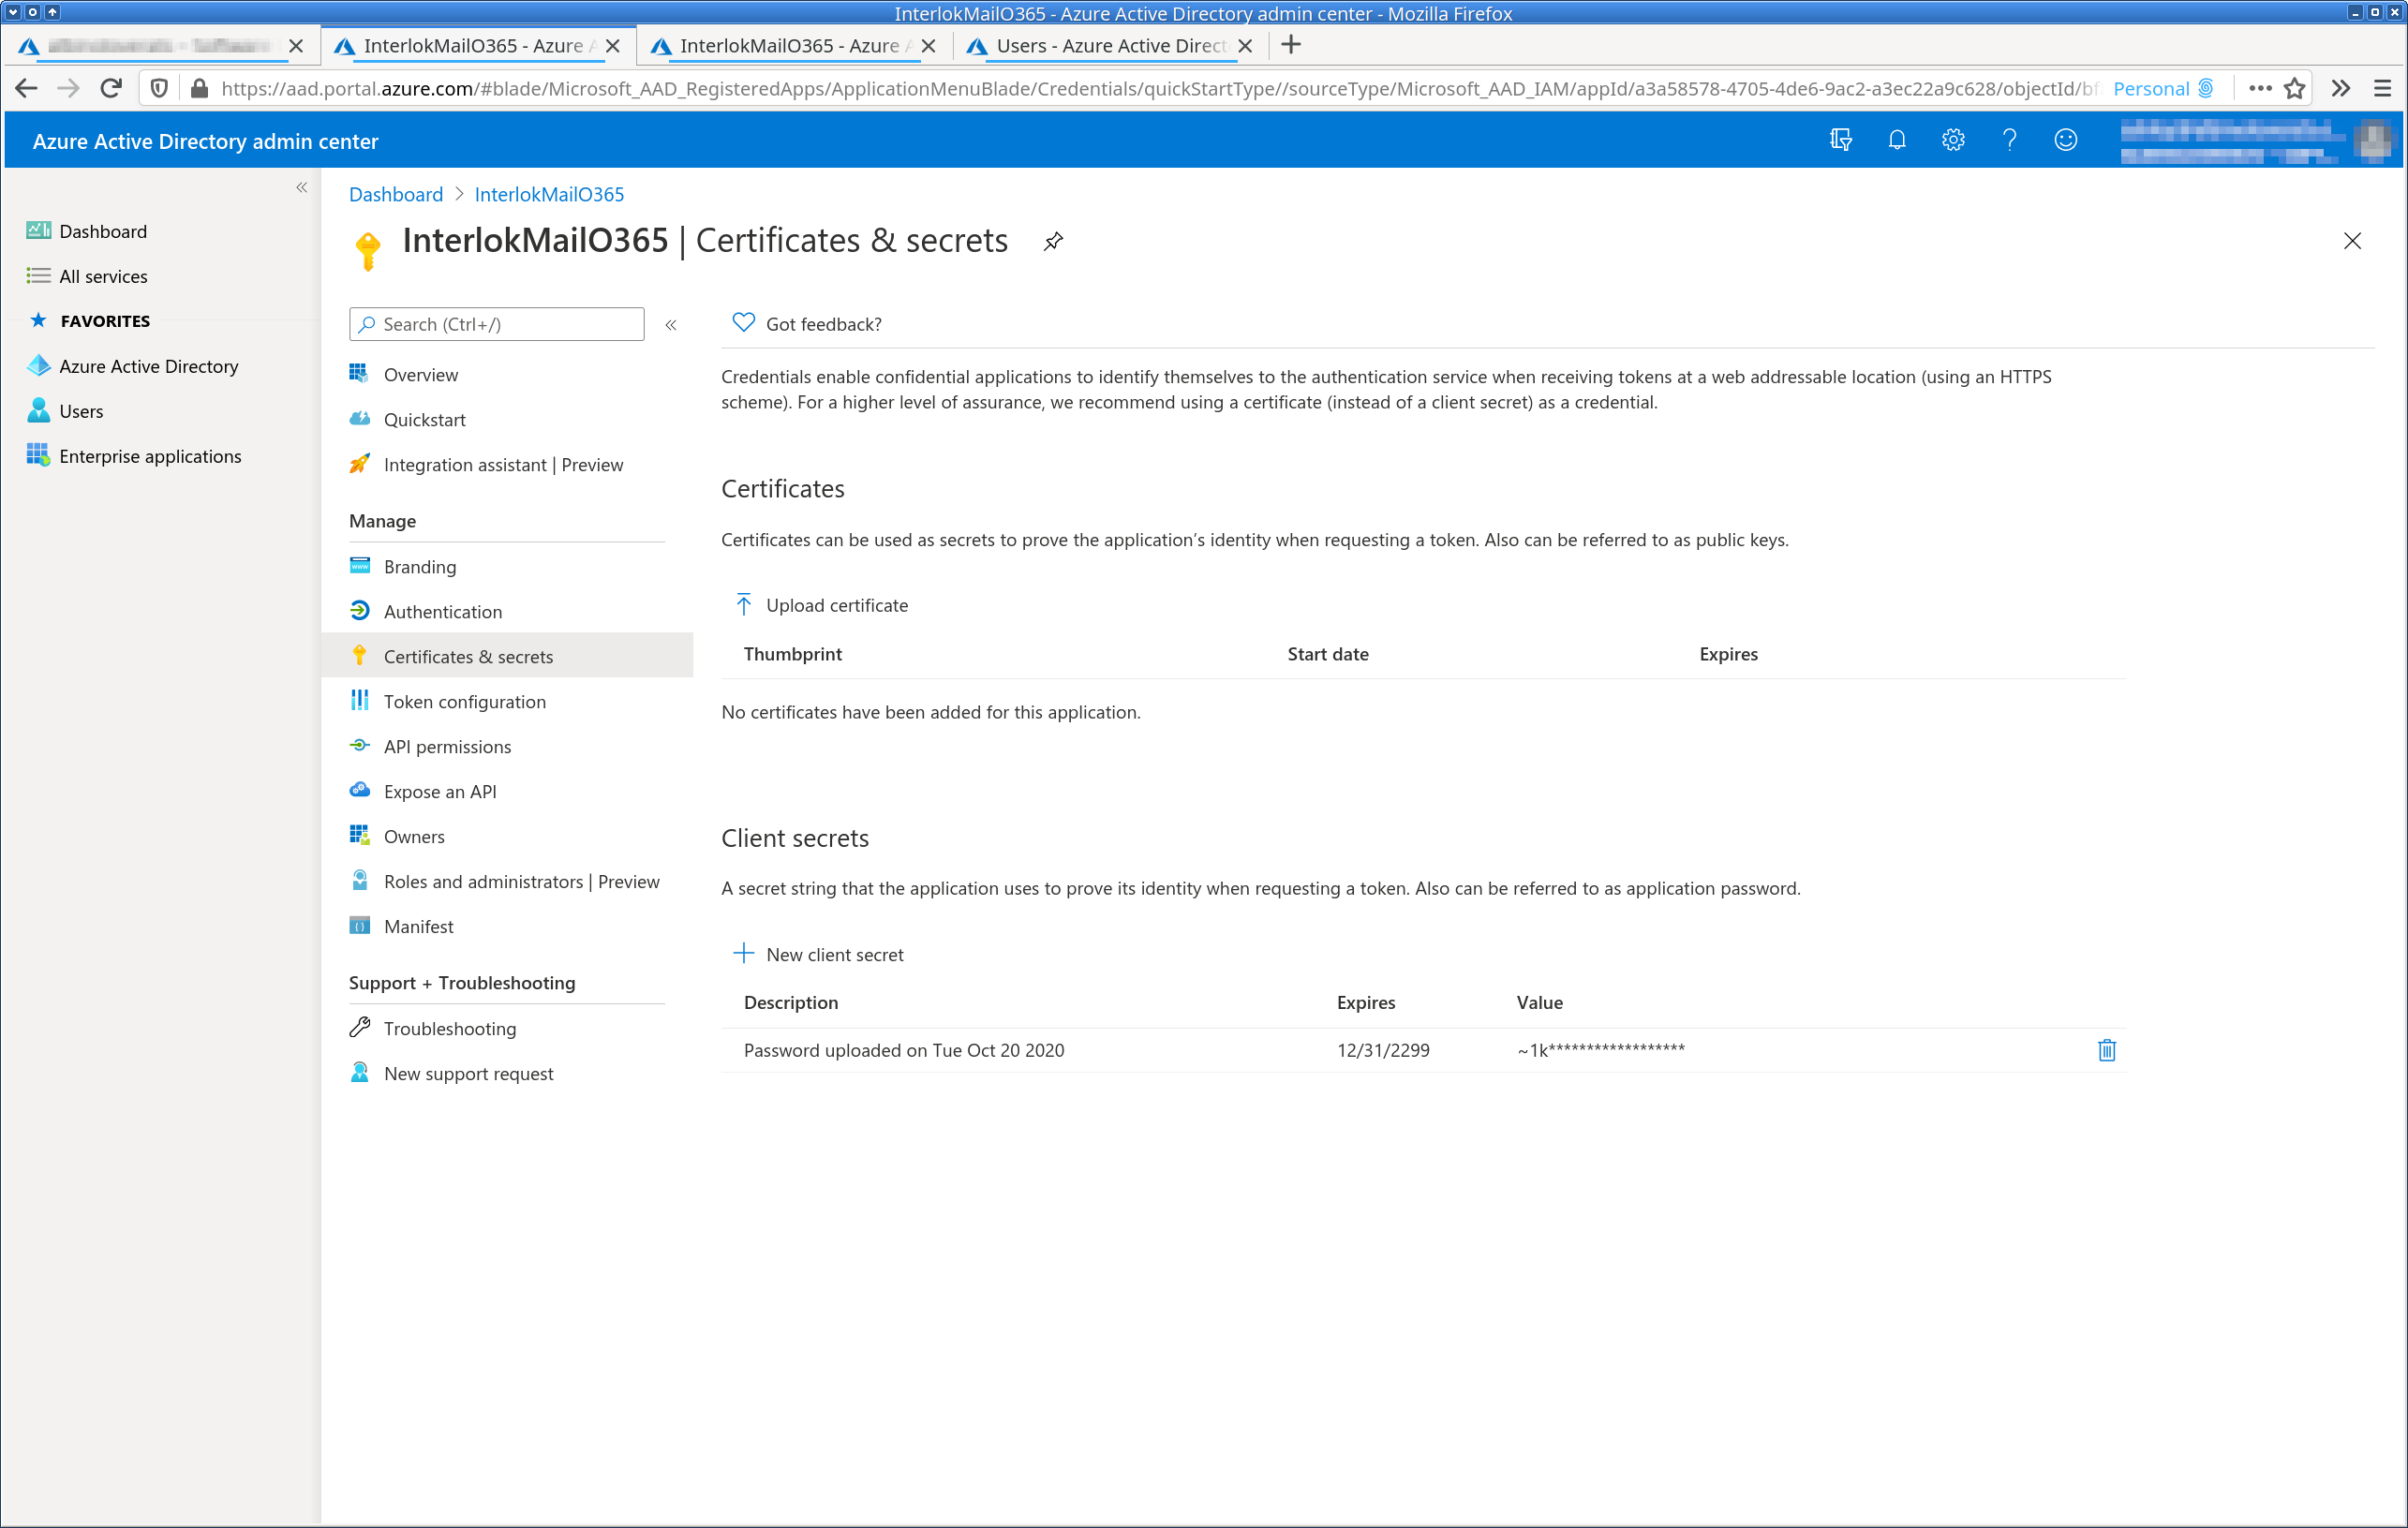 InterlokMailO365 - Azure Active Directory admin center - Mozilla Firefox
InterlokMailO365 - Azure A
InterlokMailO365 - Azure A
Users - Azure Active Direct
https://aad.portal.azure.com/#blade/Microsoft_AAD_RegisteredApps/ApplicationMenuBlade/Credentials/quickStartType//sourceType/Microsoft_AAD_IAM/appId/a3a58578-4705-4de6-9ac2-a3ec22a9c628/objectId/bf
Personal
Azure Active Directory admin center
Dashboard
All services
FAVORITES
Azure Active Directory
Users
Enterprise applications
Dashboard > InterlokMailO365
InterlokMailO365 | Certificates & secrets
Search (Ctrl+/)
Overview
Quickstart
Integration assistant | Preview
Manage
Branding
Authentication
Certificates & secrets
Token configuration
API permissions
Expose an API
Owners
Roles and administrators | Preview
Manifest
Support + Troubleshooting
Troubleshooting
New support request
Got feedback?
Credentials enable confidential applications to identify themselves to the authentication service when receiving tokens at a web addressable location (using an HTTPS
scheme). For a higher level of assurance, we recommend using a certificate (instead of a client secret) as a credential.
Certificates
Certificates can be used as secrets to prove the application’s identity when requesting a token. Also can be referred to as public keys.
Upload certificate
Thumbprint Start date Expires
No certificates have been added for this application.
Client secrets
A secret string that the application uses to prove its identity when requesting a token. Also can be referred to as application password.
New client secret
Description Expires Value
Password uploaded on Tue Oct 20 2020 12/31/2299 ~1k******************